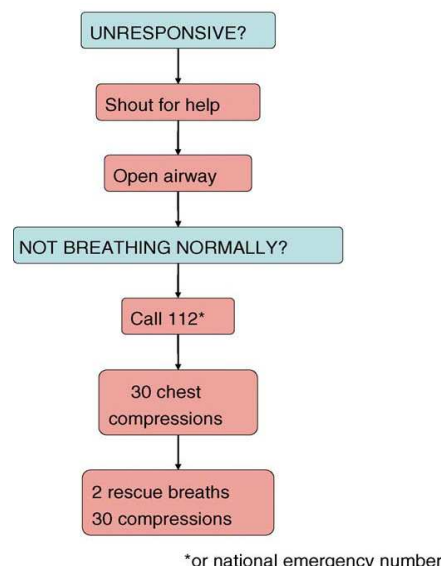 UNRESPONSIVE?
Shout for help
Open airway
NOT BREATHING NORMALLY?
Call 112*
30 chest
compressions
2 rescue breaths
30 compressions
*or national emergency number